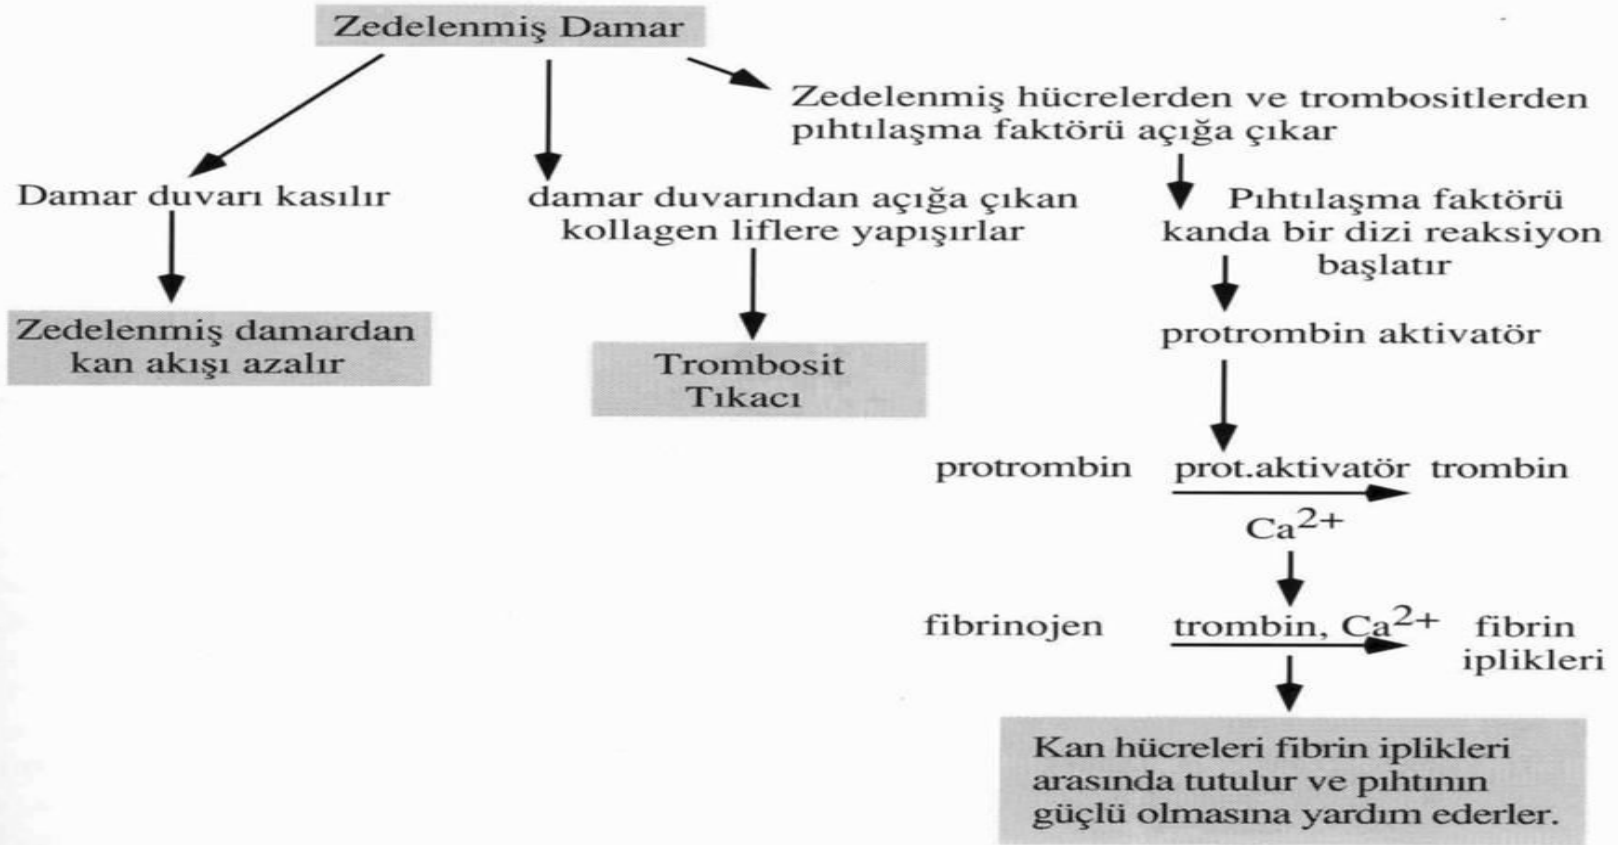 Zedelenmiş Damar
Zedelenmiş hücrelerden ve trombositlerden
pıhtılaşma faktörü açığa çıkar
Damar duvarı kasılır
damar duvarından açığa çıkan
kollagen liflere yapışırlar
Pıhtılaşma faktörü
kanda bir dizi reaksiyon
başlatır
Zedelenmiş damardan
kan akışı azalır
Trombosit
Tıkacı
protrombin aktivatör
protrombin prot.aktivatör trombin
Ca2+
fibrinojen trombin, Ca2+ fibrin
iplikleri
Kan hücreleri fibrin iplikleri
arasında tutulur ve pıhtının
güçlü olmasına yardım ederler.